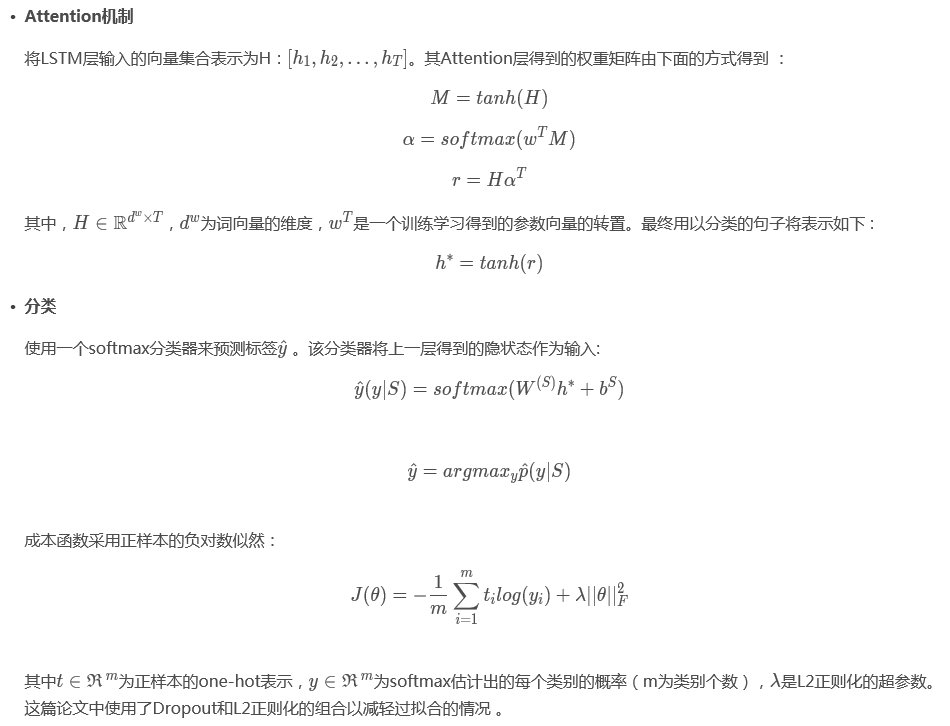 • Attention机制
将LSTM层输入的向量集合表示为H：[h₁, h₂, . . . , h_T]。其Attention层得到的权重矩阵由下面的方式得到 ：
M = tanh(H)
α = softmax(w^T M)
r = Hα^T
其中，H ∈ ℝ^{d^w×T}，d^w为词向量的维度，w^T是一个训练学习得到的参数向量的转置。最终用以分类的句子将表示如下：
h* = tanh(r)
• 分类
使用一个softmax分类器来预测标签ŷ 。该分类器将上一层得到的隐状态作为输入:
ŷ(y|S) = softmax(W^{(S)}h* + b^S)
ŷ = argmax_y p̂(y|S)
成本函数采用正样本的负对数似然：
J(θ) = −\frac{1}{m} \sum_{i=1}^{m} t_i log(y_i) + λ||θ||_F^2
其中t ∈ ℜ^m为正样本的one-hot表示，y ∈ ℜ^m为softmax估计出的每个类别的概率（m为类别个数），λ是L2正则化的超参数。
这篇论文中使用了Dropout和L2正则化的组合以减轻过拟合的情况 。